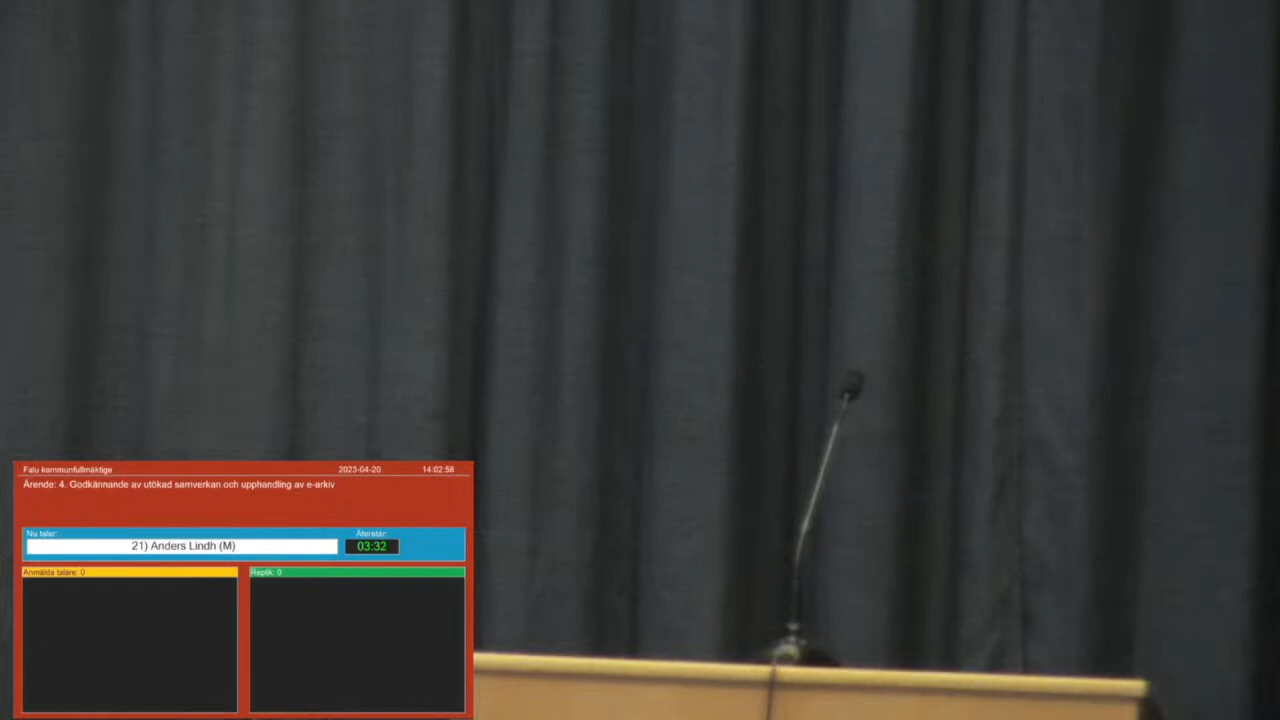 Falu kommunfullmäktige 2023-04-20 14:02:58
Ärende: 4. Godkännande av utökad samverkan och upphandling av e-arkiv
Nu talar: Återstår:
21) Anders Lindh (M) 03:32
Anmälda talare: 0 Replik: 0